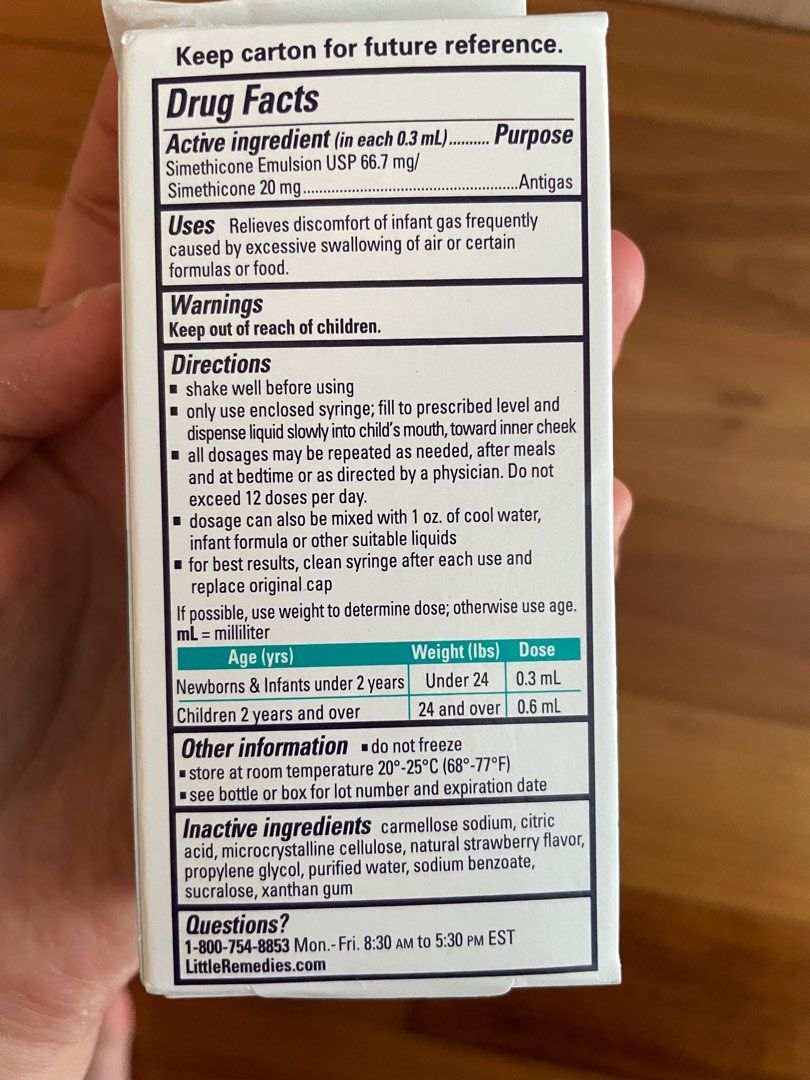 Keep carton for future reference.
Drug Facts
Active ingredient (in each 0.3 mL).......... Purpose
Simethicone Emulsion USP 66.7 mg/
Simethicone 20 mg....................................................Antigas
Uses Relieves discomfort of infant gas frequently
caused by excessive swallowing of air or certain
formulas or food.
Warnings
Keep out of reach of children.
Directions
▪ shake well before using
▪ only use enclosed syringe; fill to prescribed level and
dispense liquid slowly into child's mouth, toward inner cheek
▪ all dosages may be repeated as needed, after meals
and at bedtime or as directed by a physician. Do not
exceed 12 doses per day.
▪ dosage can also be mixed with 1 oz. of cool water,
infant formula or other suitable liquids
▪ for best results, clean syringe after each use and
replace original cap
If possible, use weight to determine dose; otherwise use age.
mL = milliliter
Age (yrs) Weight (lbs) Dose
Newborns & Infants under 2 years Under 24 0.3 mL
Children 2 years and over 24 and over 0.6 mL
Other information ▪ do not freeze
▪ store at room temperature 20°-25°C (68°-77°F)
▪ see bottle or box for lot number and expiration date
Inactive ingredients carmellose sodium, citric
acid, microcrystalline cellulose, natural strawberry flavor,
propylene glycol, purified water, sodium benzoate,
sucralose, xanthan gum
Questions?
1-800-754-8853 Mon.- Fri. 8:30 AM to 5:30 PM EST
LittleRemedies.com